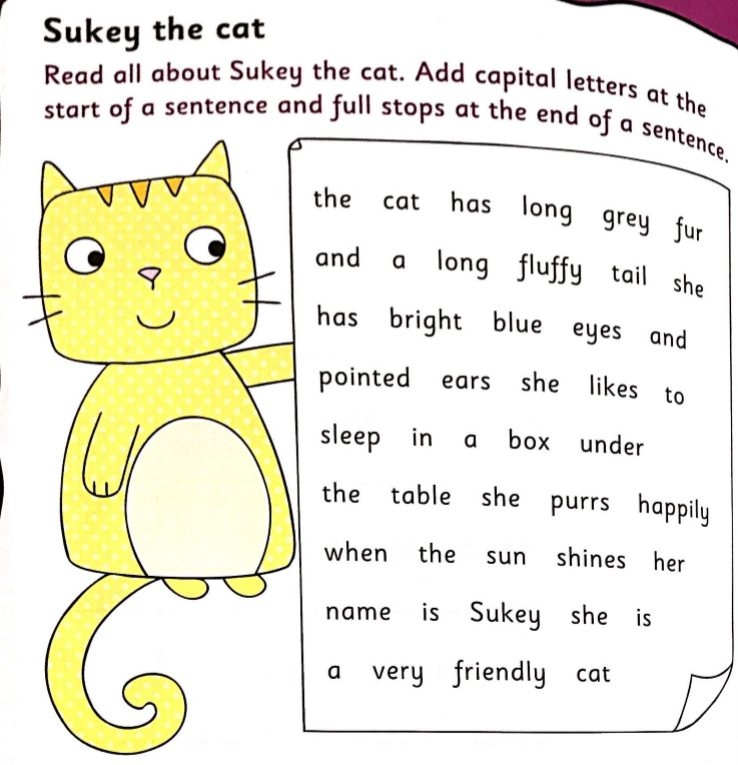 Sukey the cat
Read all about Sukey the cat. Add capital letters at the
start of a sentence and full stops at the end of a sentence.
the cat has long grey fur
and a long fluffy tail she
has bright blue eyes and
pointed ears she likes to
sleep in a box under
the table she purrs happily
when the sun shines her
name is Sukey she is
a very friendly cat